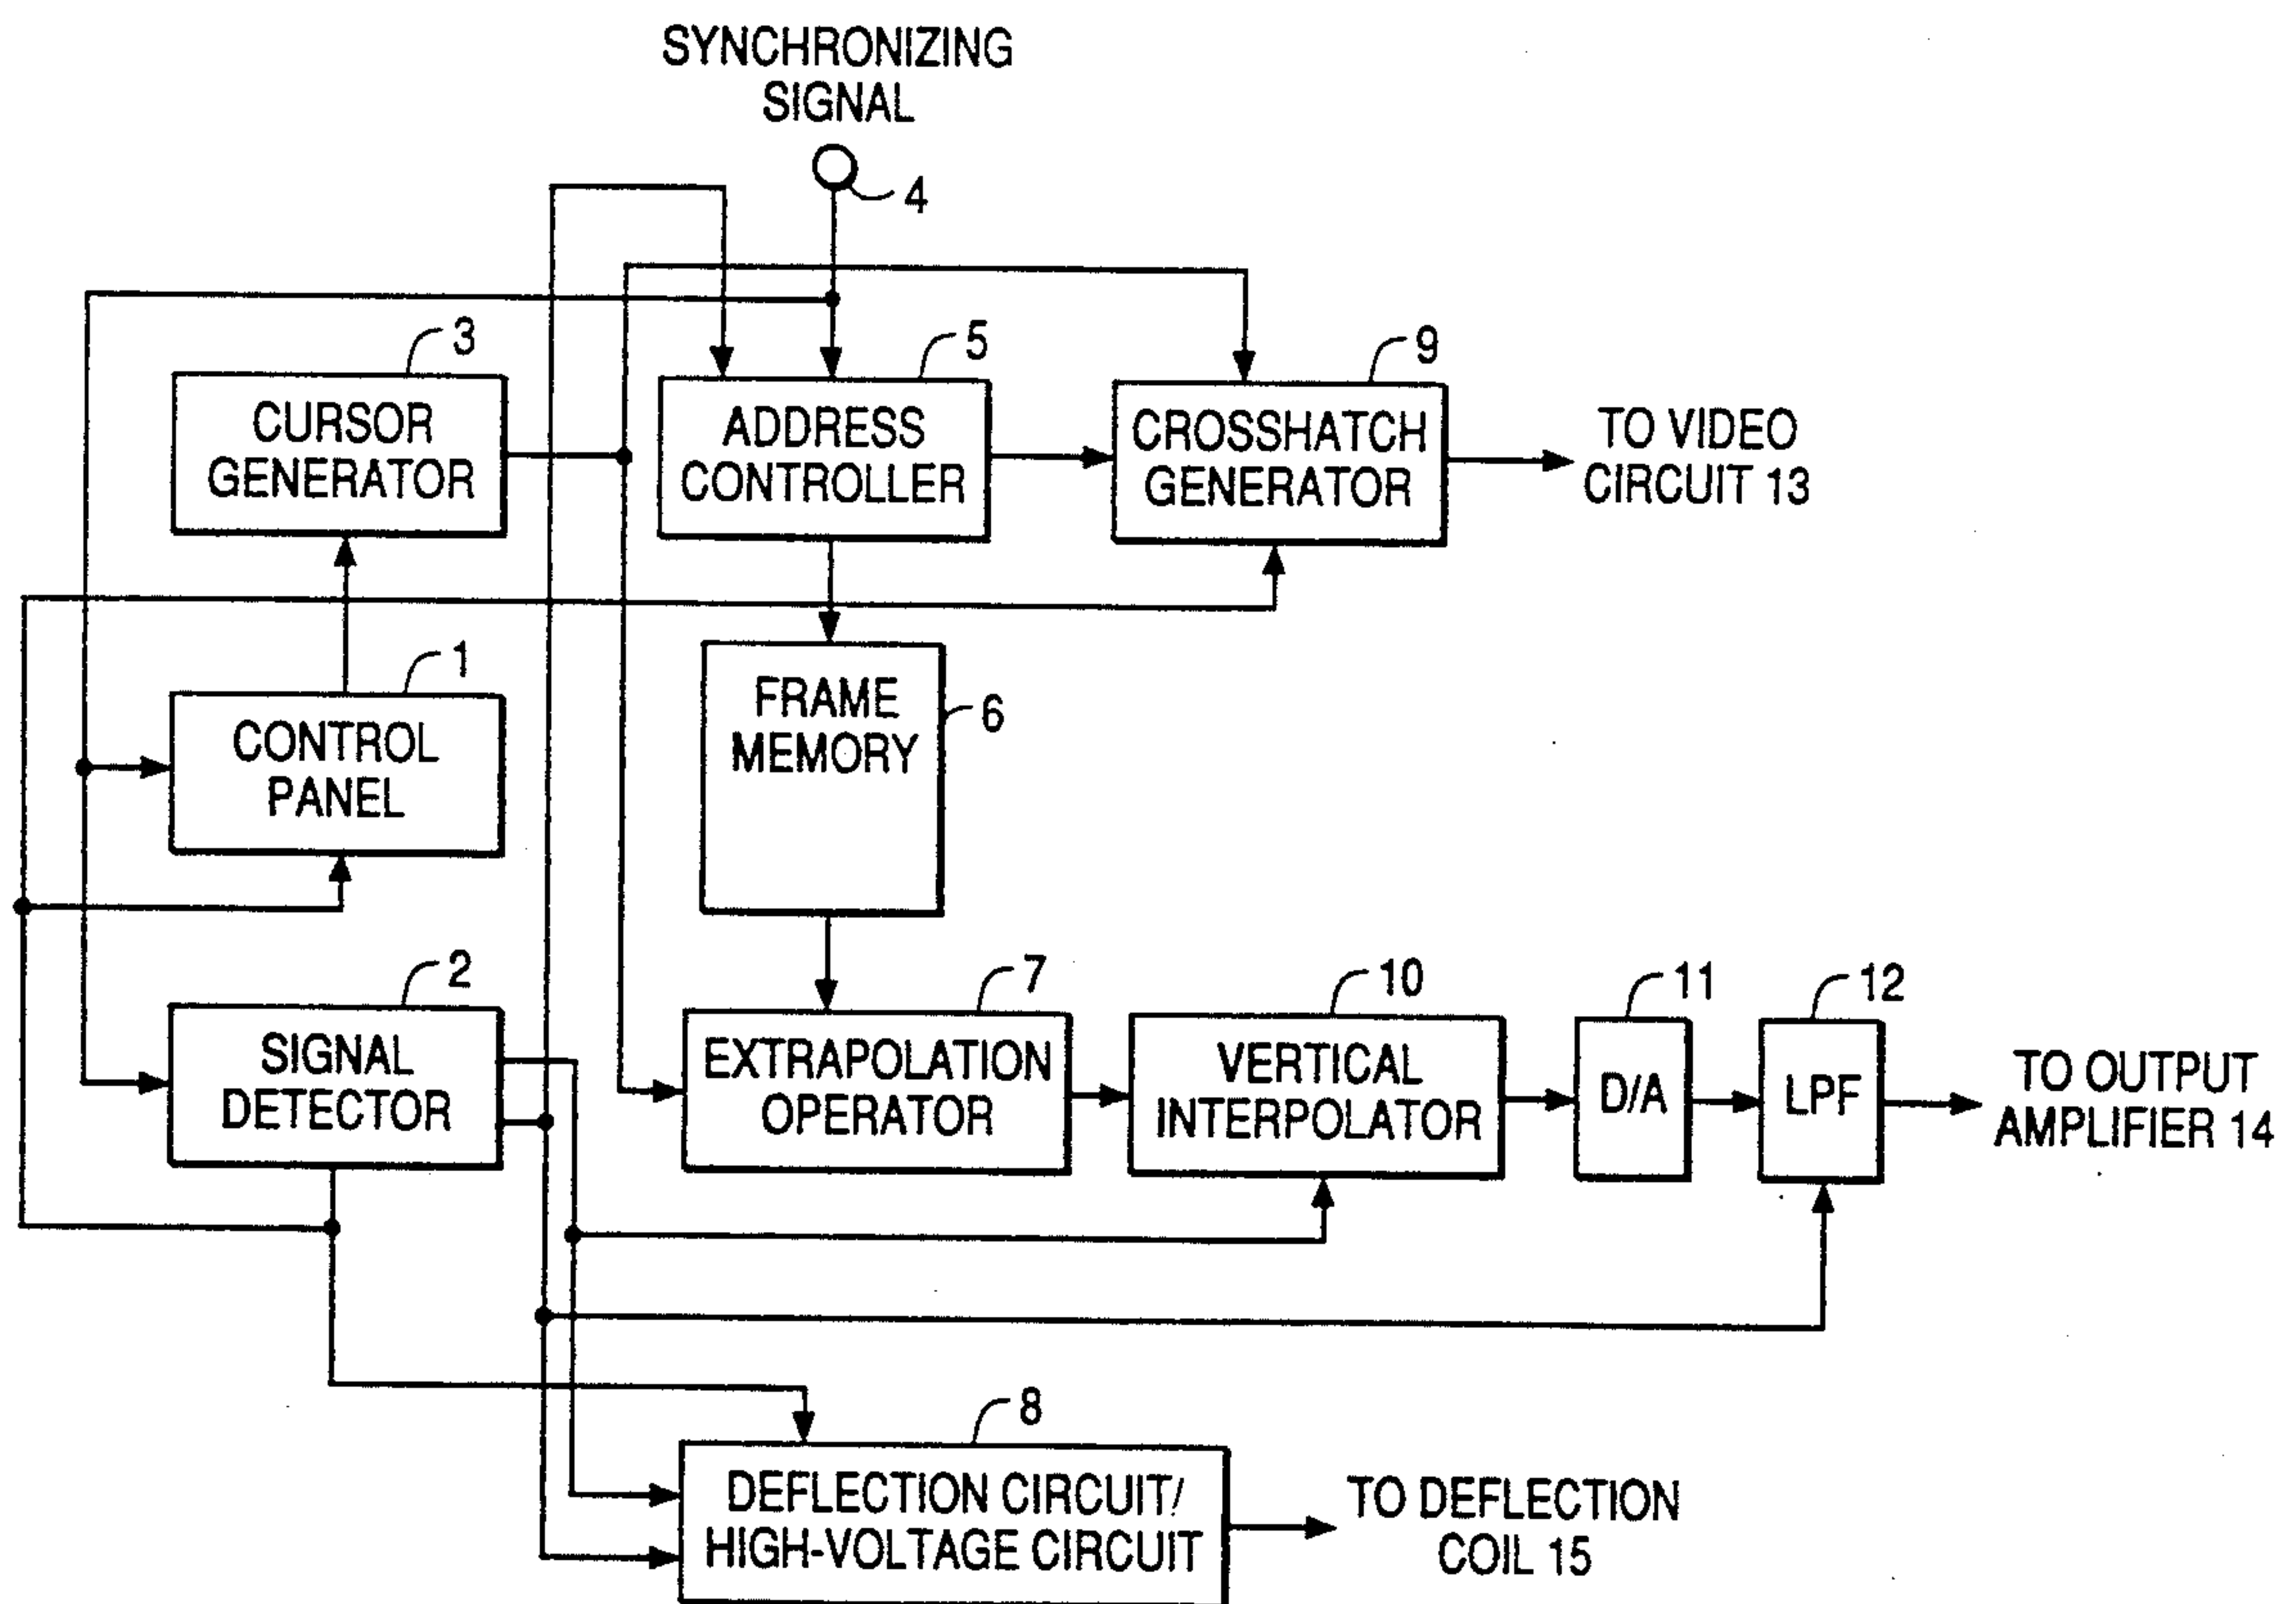 SYNCHRONIZING
SIGNAL
4
3
CURSOR
GENERATOR
5
ADDRESS
CONTROLLER
9
CROSSHATCH
GENERATOR
TO VIDEO
CIRCUIT 13
1
CONTROL
PANEL
FRAME
MEMORY
6
2
SIGNAL
DETECTOR
7
EXTRAPOLATION
OPERATOR
10
VERTICAL
INTERPOLATOR
11
D/A
12
LPF
TO OUTPUT
AMPLIFIER 14
8
DEFLECTION CIRCUIT/
HIGH-VOLTAGE CIRCUIT
TO DEFLECTION
COIL 15